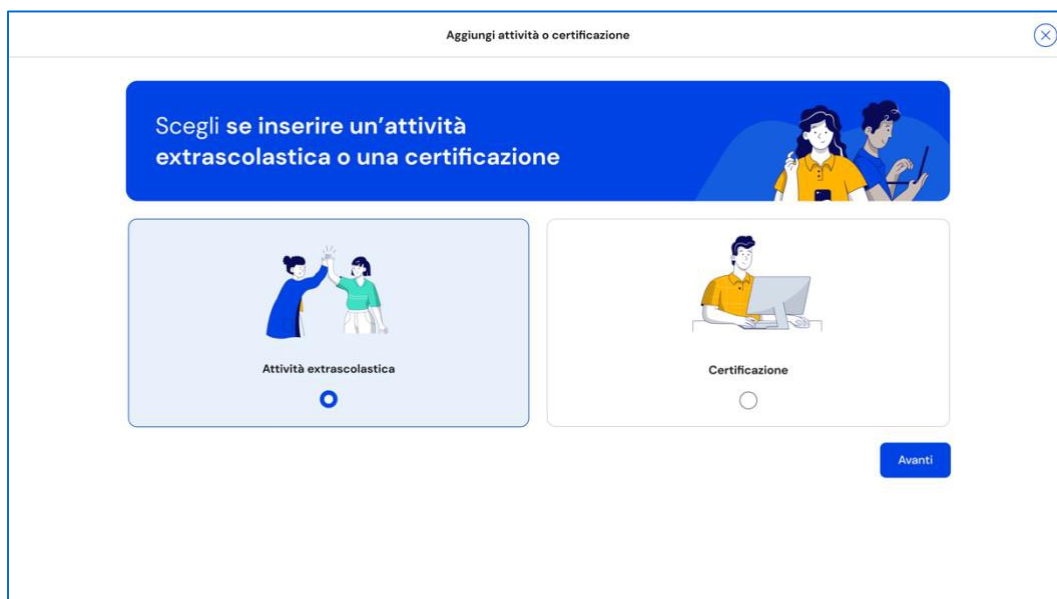 Aggiungi attività o certificazione
Scegli se inserire un’attività
extrascolastica o una certificazione
Attività extrascolastica
Certificazione
Avanti